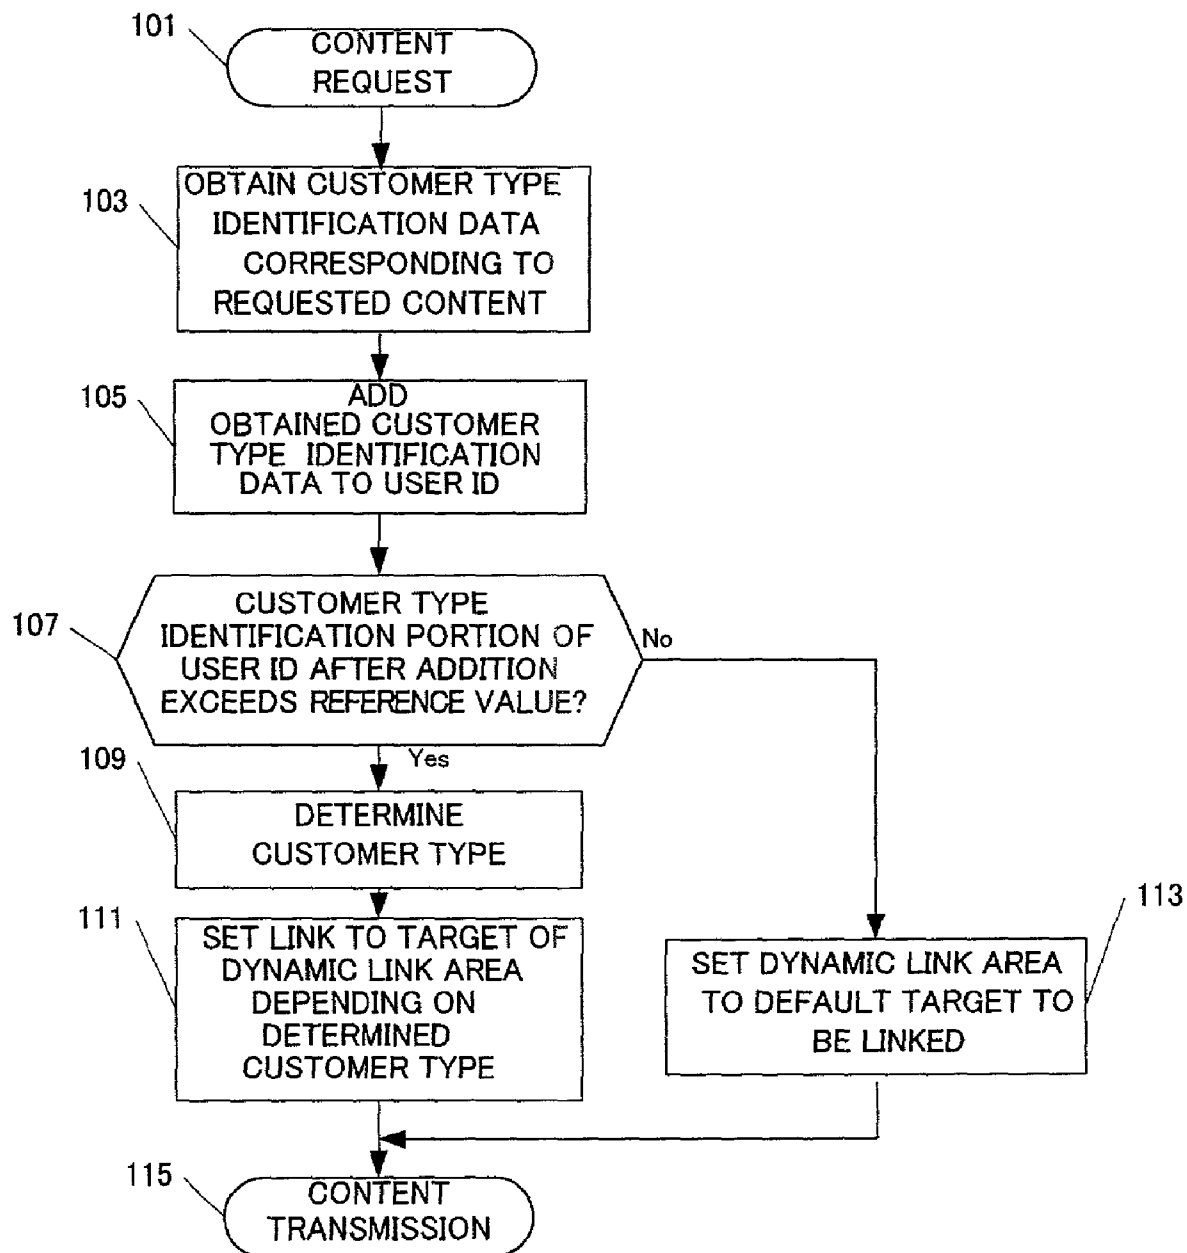 101
CONTENT
REQUEST
103
OBTAIN CUSTOMER TYPE
IDENTIFICATION DATA
CORRESPONDING TO
REQUESTED CONTENT
105
ADD
OBTAINED CUSTOMER
TYPE IDENTIFICATION
DATA TO USER ID
107
CUSTOMER TYPE
IDENTIFICATION PORTION OF
USER ID AFTER ADDITION
EXCEEDS REFERENCE VALUE?
No
Yes
109
DETERMINE
CUSTOMER TYPE
111
SET LINK TO TARGET OF
DYNAMIC LINK AREA
DEPENDING ON
DETERMINED
CUSTOMER TYPE
113
SET DYNAMIC LINK AREA
TO DEFAULT TARGET TO
BE LINKED
115
CONTENT
TRANSMISSION